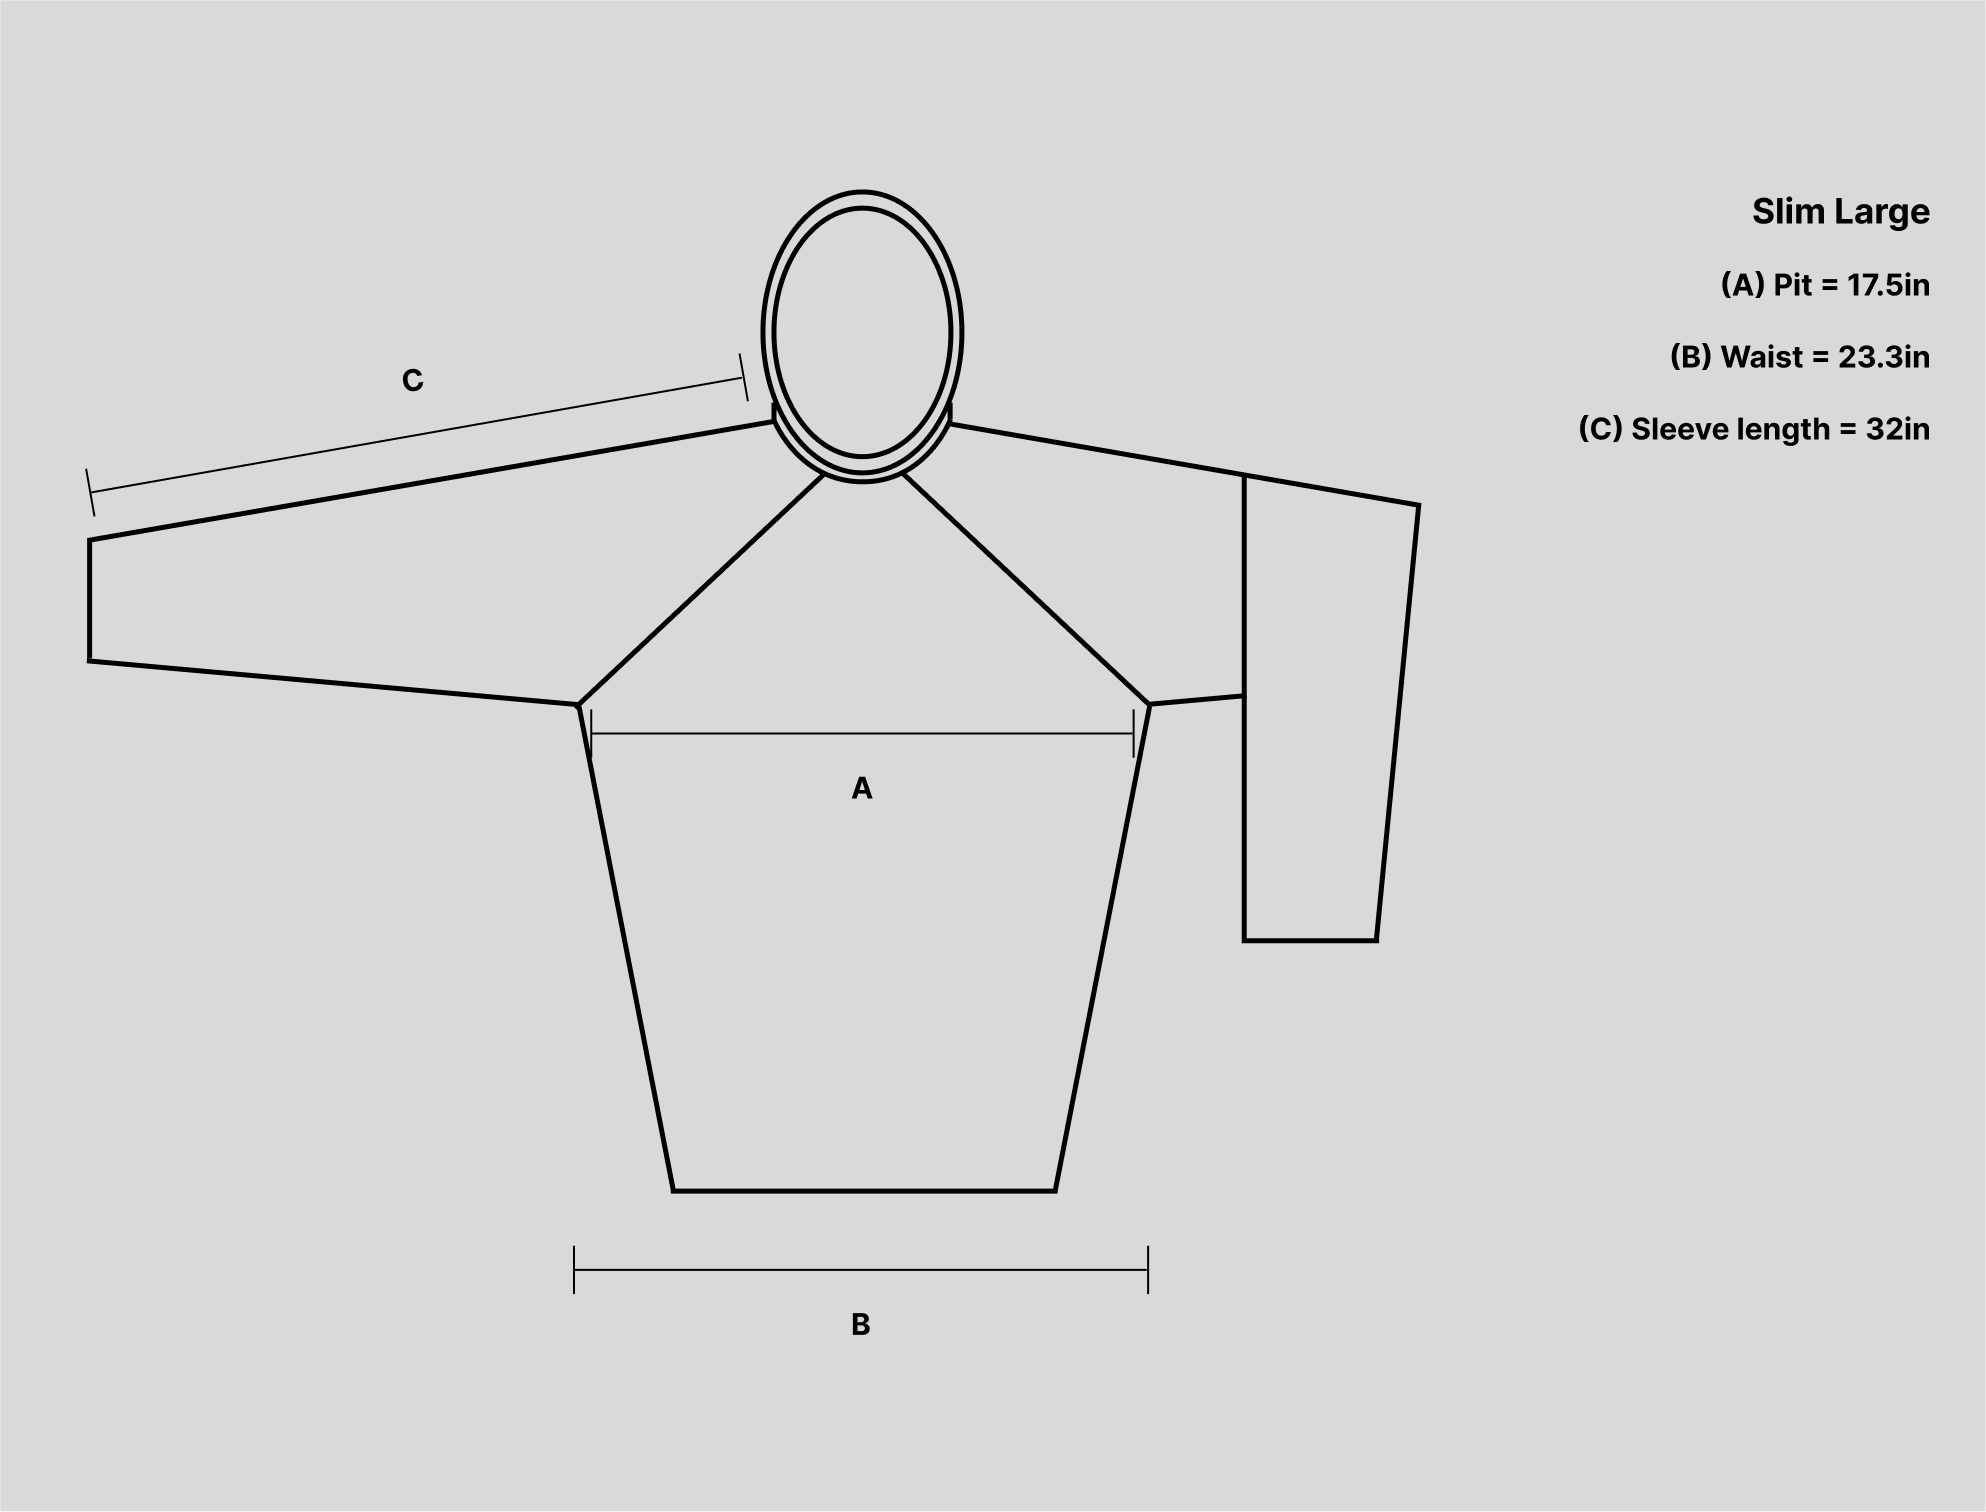 Slim Large
(A) Pit = 17.5in
(B) Waist = 23.3in
(C) Sleeve length = 32in
C
A
B